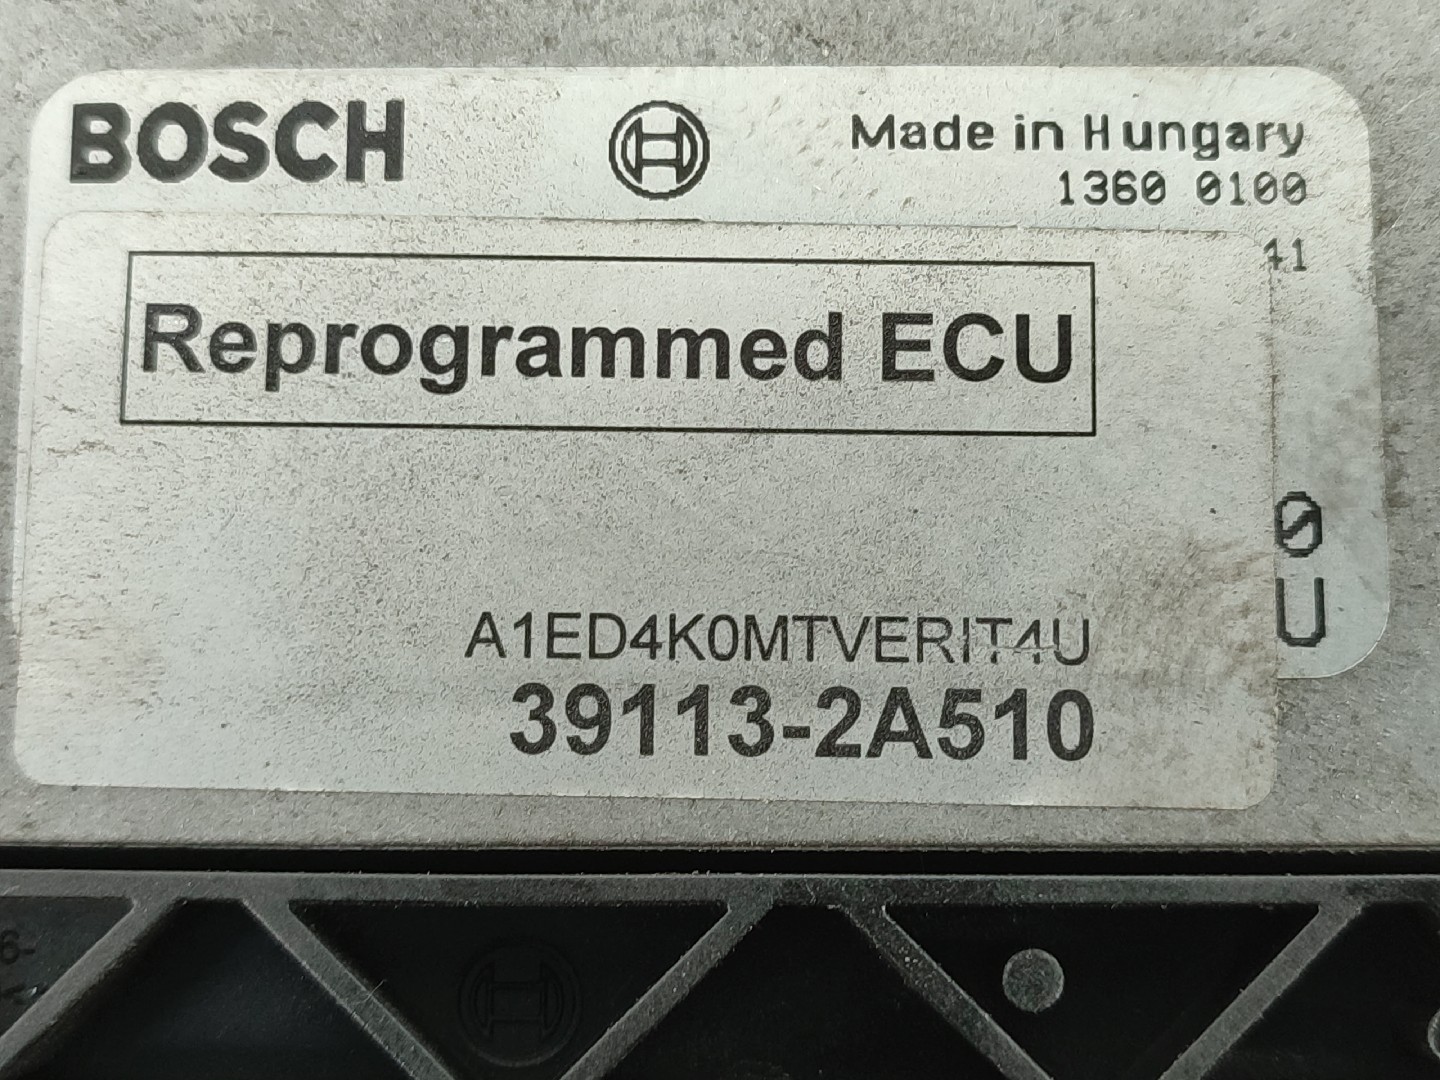 BOSCH
Made in Hungary
1360 0100
41
Reprogrammed ECU
0
A1ED4K0MTVERIT4U
U
39113-2A510